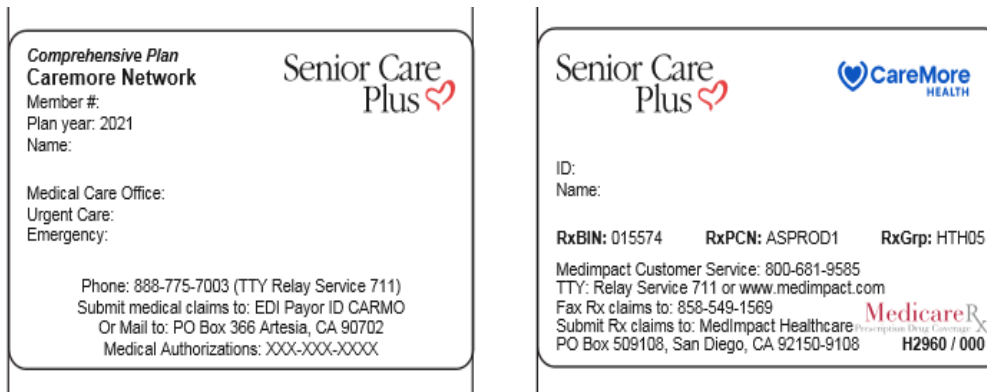 Comprehensive Plan
Caremore Network
Member #:
Plan year: 2021
Name:
Senior Care
Plus
Medical Care Office:
Urgent Care:
Emergency:
Phone: 888-775-7003 (TTY Relay Service 711)
Submit medical claims to: EDI Payor ID CARMO
Or Mail to: PO Box 366 Artesia, CA 90702
Medical Authorizations: XXX-XXX-XXXX
Senior Care
Plus
CareMore
HEALTH
ID:
Name:
RxBIN: 015574 RxPCN: ASPROD1 RxGrp: HTH05
Medimpact Customer Service: 800-681-9585
TTY: Relay Service 711 or www.medimpact.com
Fax Rx claims to: 858-549-1569
Submit Rx claims to: MedImpact Healthcare
PO Box 509108, San Diego, CA 92150-9108
MedicareRx
Prescription Drug Coverage
H2960 / 000